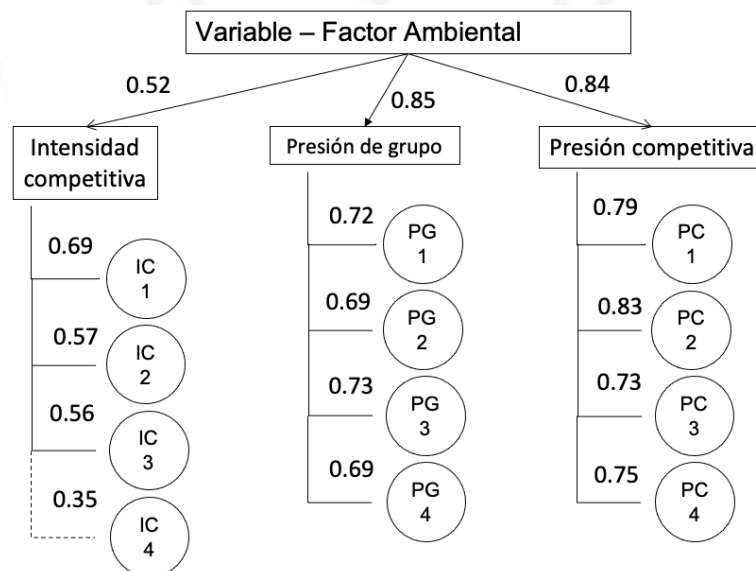 Variable – Factor Ambiental
0.52
0.85
0.84
Intensidad
competitiva
Presión de grupo
Presión competitiva
0.69
IC
1
0.57
IC
2
0.56
IC
3
0.35
IC
4
0.72
PG
1
0.69
PG
2
0.73
PG
3
0.69
PG
4
0.79
PC
1
0.83
PC
2
0.73
PC
3
0.75
PC
4